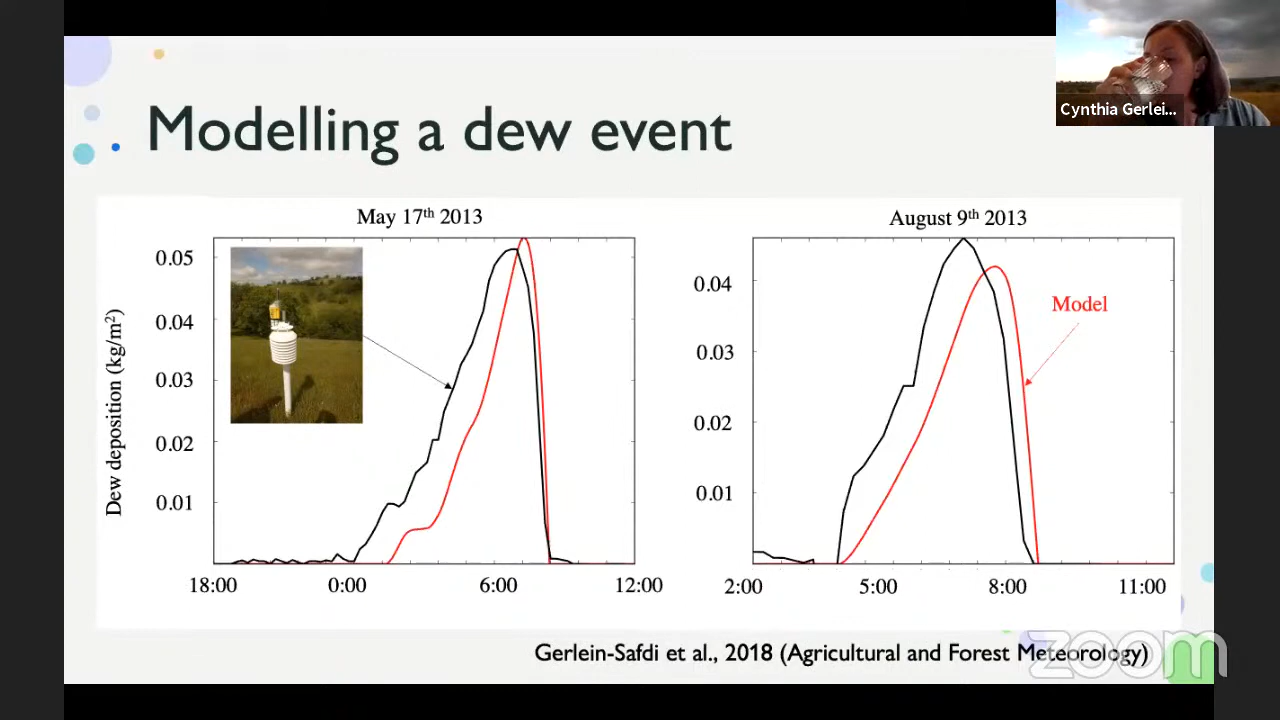 Cynthia Gerlei...
Modelling a dew event
May 17th 2013
August 9th 2013
Dew deposition (kg/m²)
0.05
0.04
0.03
0.02
0.01
18:00 0:00 6:00 12:00
0.04
0.03
0.02
0.01
2:00 5:00 8:00 11:00
Model
Gerlein-Safdi et al., 2018 (Agricultural and Forest Meteorology)
zoom